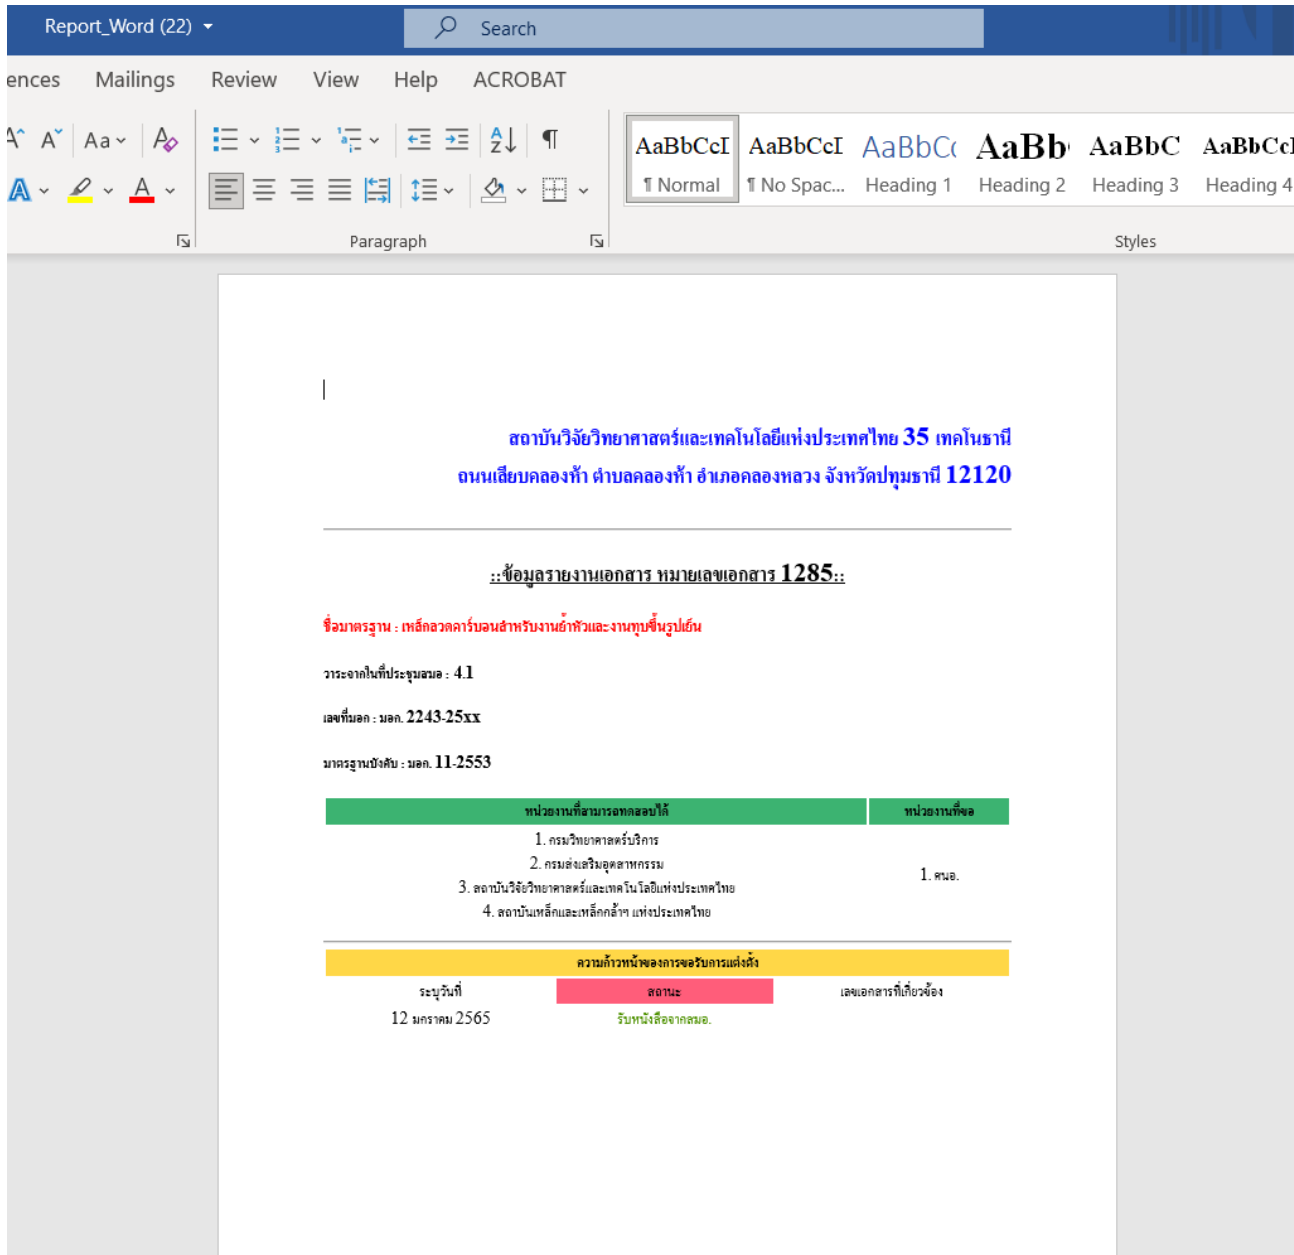 Report_Word (22)
Search
ences Mailings Review View Help ACROBAT
AaBbCcI AaBbCcI AaBbCc AaBb AaBbC AaBbCcI
¶ Normal ¶ No Spac... Heading 1 Heading 2 Heading 3 Heading 4
Paragraph Styles
สถาบันวิจัยวิทยาศาสตร์และเทคโนโลยีแห่งประเทศไทย 35 เทคโนธานี
ถนนเลียบคลองห้า ตำบลคลองห้า อำเภอคลองหลวง จังหวัดปทุมธานี 12120
::ข้อมูลรายงานเอกสาร หมายเลขเอกสาร 1285::
ชื่อมาตรฐาน : เหล็กลวดคาร์บอนสำหรับงานย้ำหัวและงานทุบขึ้นรูปเย็น
วาระจากในที่ประชุมสมอ : 4.1
เลขที่มอก : มอก. 2243-25xx
มาตรฐานบังคับ : มอก. 11-2553
หน่วยงานที่สามารถทดสอบได้ หน่วยงานที่ขอ
1. กรมวิทยาศาสตร์บริการ
2. กรมส่งเสริมอุตสาหกรรม
3. สถาบันวิจัยวิทยาศาสตร์และเทคโนโลยีแห่งประเทศไทย
4. สถาบันเหล็กและเหล็กกล้าฯ แห่งประเทศไทย
1. ศนอ.
ความก้าวหน้าของการขอรับการแต่งตั้ง
ระบุวันที่ สถานะ เลขเอกสารที่เกี่ยวข้อง
12 มกราคม 2565 รับหนังสือจากสมอ.